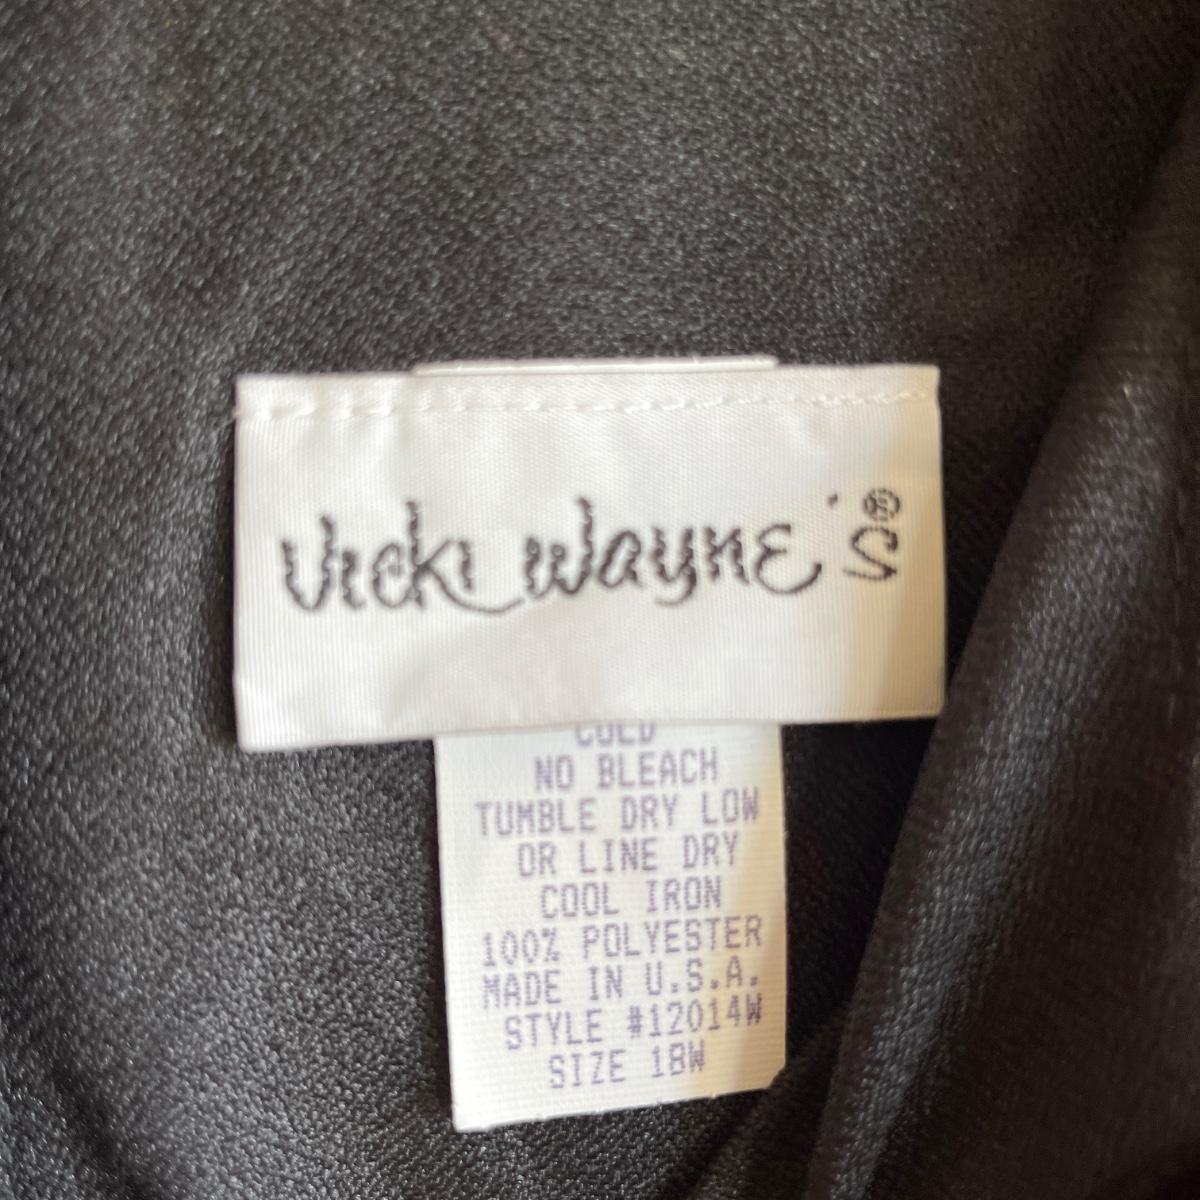 Vicki Wayne's®
COLD
NO BLEACH
TUMBLE DRY LOW
OR LINE DRY
COOL IRON
100% POLYESTER
MADE IN U.S.A.
STYLE #12014W
SIZE 18W